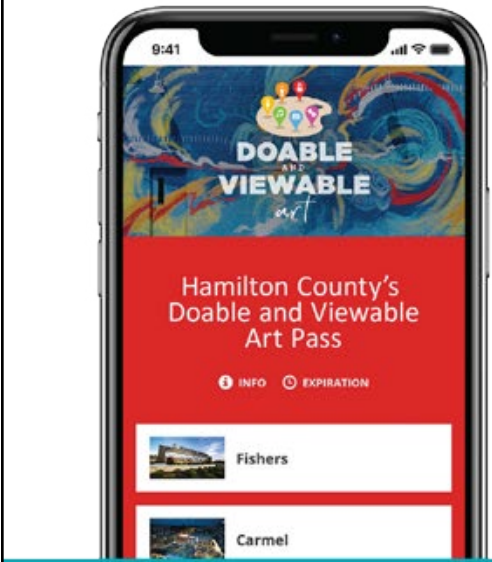 9:41
DOABLE
AND
VIEWABLE
art
Hamilton County's
Doable and Viewable
Art Pass
INFO EXPIRATION
Fishers
Carmel